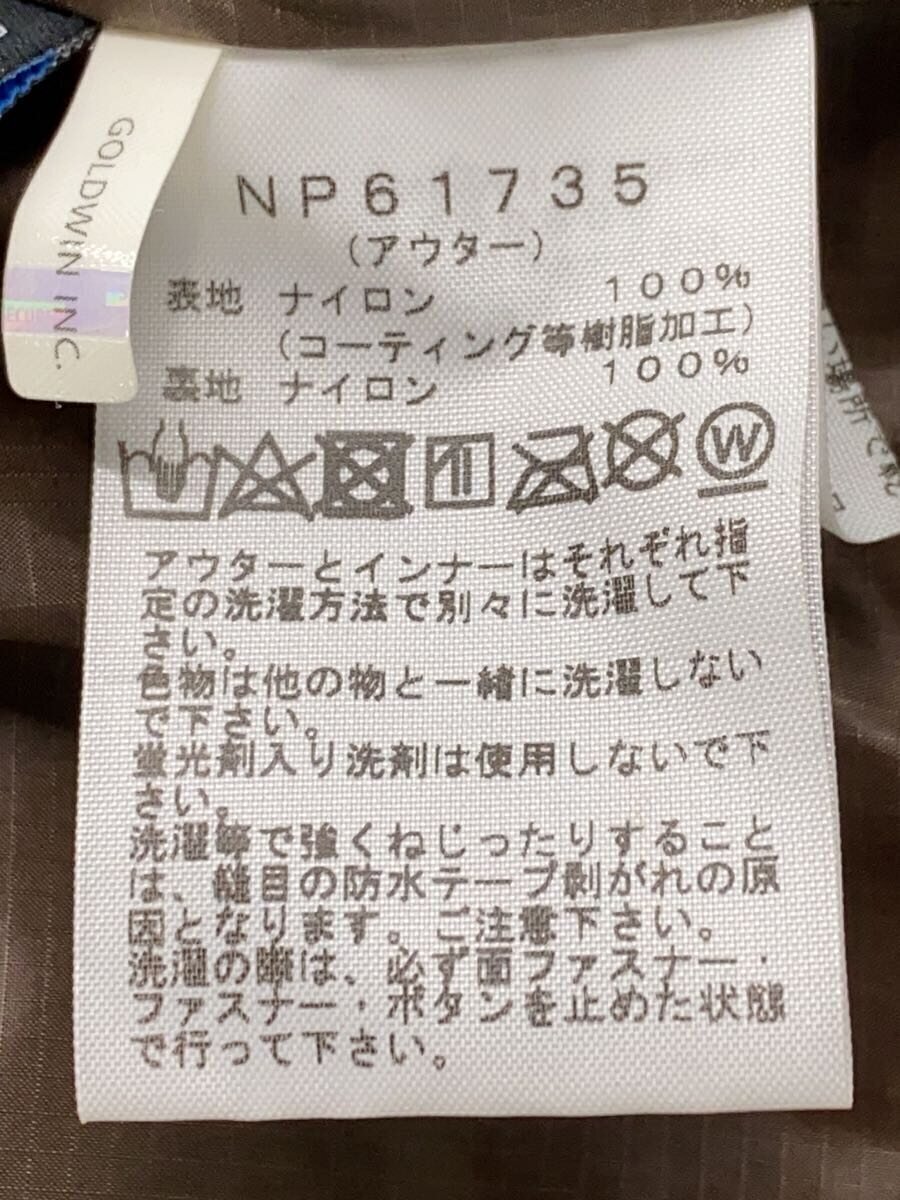 GOLDWIN INC.
NP61735
(アウター)
表地 ナイロン 100%
(コーティング等樹脂加工)
裏地 ナイロン 100%
W
アウターとインナーはそれぞれ指
定の洗濯方法で別々に洗濯して下
さい。
色物は他の物と一緒に洗濯しない
で下さい。
蛍光剤入り洗剤は使用しないで下
さい。
洗濯等で強くねじったりすること
は、縫目の防水テープ剥がれの原
因となります。ご注意下さい。
洗濯の際は、必ず面ファスナー・
ファスナー・ボタンを止めた状態
で行って下さい。
い場所で乾